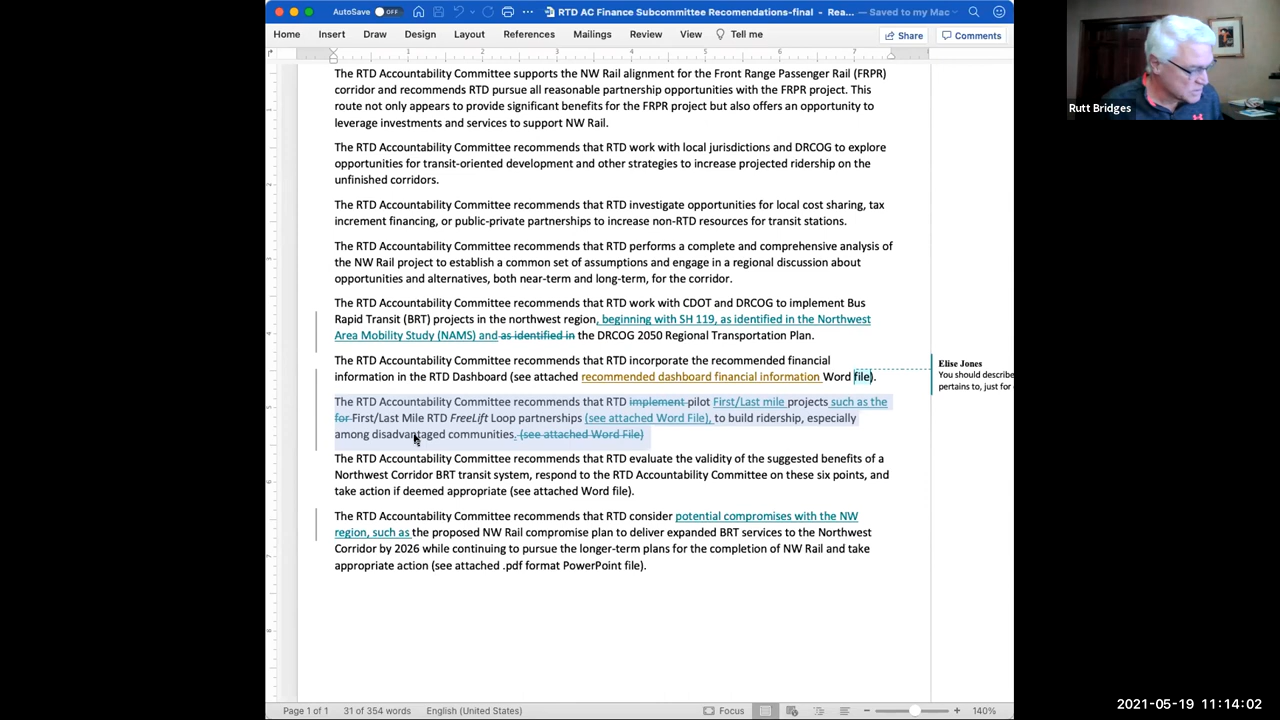 AutoSave OFF RTD AC Finance Subcommittee Recomendations-final - Rea... — Saved to my Mac
Home Insert Draw Design Layout References Mailings Review View Tell me Share Comments
Rutt Bridges
The RTD Accountability Committee supports the NW Rail alignment for the Front Range Passenger Rail (FRPR)
corridor and recommends RTD pursue all reasonable partnership opportunities with the FRPR project. This
route not only appears to provide significant benefits for the FRPR project but also offers an opportunity to
leverage investments and services to support NW Rail.
The RTD Accountability Committee recommends that RTD work with local jurisdictions and DRCOG to explore
opportunities for transit-oriented development and other strategies to increase projected ridership on the
unfinished corridors.
The RTD Accountability Committee recommends that RTD investigate opportunities for local cost sharing, tax
increment financing, or public-private partnerships to increase non-RTD resources for transit stations.
The RTD Accountability Committee recommends that RTD performs a complete and comprehensive analysis of
the NW Rail project to establish a common set of assumptions and engage in a regional discussion about
opportunities and alternatives, both near-term and long-term, for the corridor.
The RTD Accountability Committee recommends that RTD work with CDOT and DRCOG to implement Bus
Rapid Transit (BRT) projects in the northwest region, beginning with SH 119, as identified in the Northwest
Area Mobility Study (NAMS) and as identified in the DRCOG 2050 Regional Transportation Plan.
The RTD Accountability Committee recommends that RTD incorporate the recommended financial
information in the RTD Dashboard (see attached recommended dashboard financial information Word file).
Elise Jones
You should describe
pertains to, just for
The RTD Accountability Committee recommends that RTD implement pilot First/Last mile projects such as the
for First/Last Mile RTD FreeLift Loop partnerships (see attached Word File), to build ridership, especially
among disadvantaged communities. (see attached Word File)
The RTD Accountability Committee recommends that RTD evaluate the validity of the suggested benefits of a
Northwest Corridor BRT transit system, respond to the RTD Accountability Committee on these six points, and
take action if deemed appropriate (see attached Word file).
The RTD Accountability Committee recommends that RTD consider potential compromises with the NW
region, such as the proposed NW Rail compromise plan to deliver expanded BRT services to the Northwest
Corridor by 2026 while continuing to pursue the longer-term plans for the completion of NW Rail and take
appropriate action (see attached .pdf format PowerPoint file).
Page 1 of 1 31 of 354 words English (United States) Focus 140%
2021-05-19 11:14:02